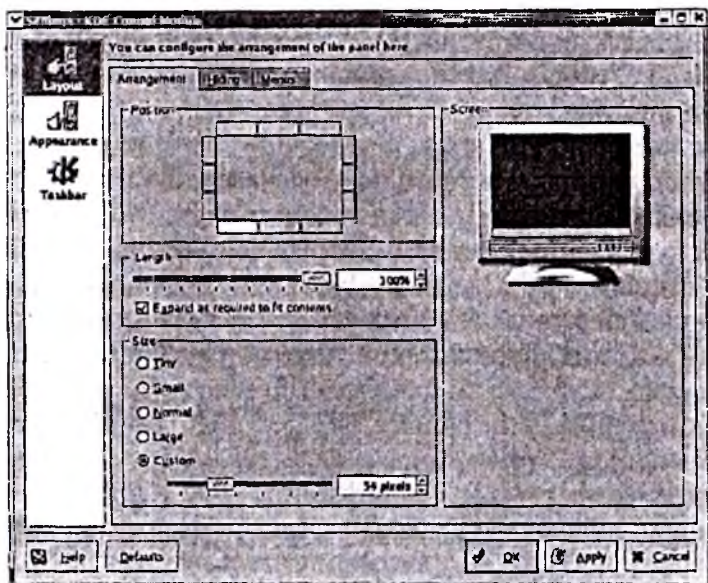 Settings - KDE Control Module
You can configure the arrangement of the panel here
Layout
Appearance
Taskbar
Arrangement
Hiding
Menus
Position
Screen
Length
100%
Expand as required to fit contents
Size
Tiny
Small
Normal
Large
Custom
54 pixels
Help
Defaults
OK
Apply
Cancel